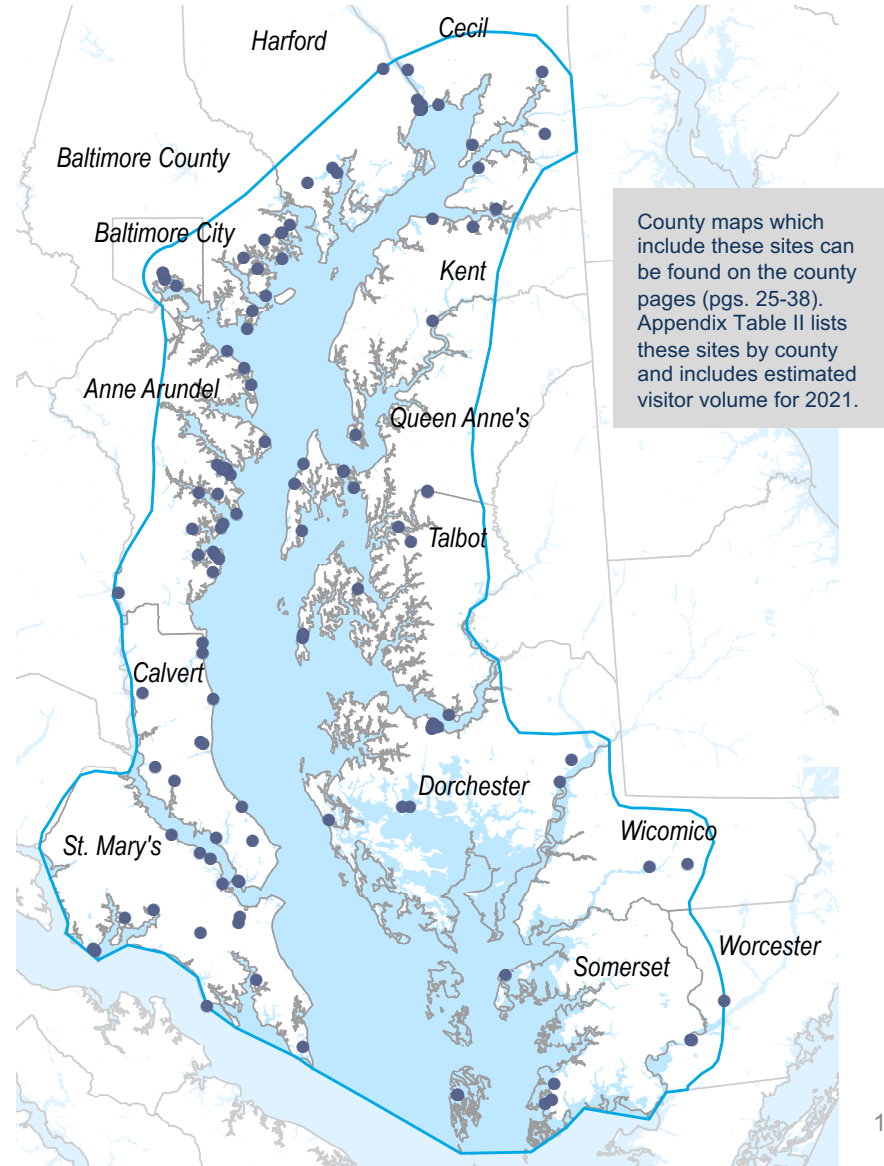 Cecil
Harford
Baltimore County
Baltimore City
Kent
County maps which
include these sites can
be found on the county
pages (pgs. 25-38).
Appendix Table II lists
these sites by county
and includes estimated
visitor volume for 2021.
Anne Arundel
Queen Anne's
Talbot
Calvert
Dorchester
Wicomico
St. Mary's
Worcester
Somerset
1